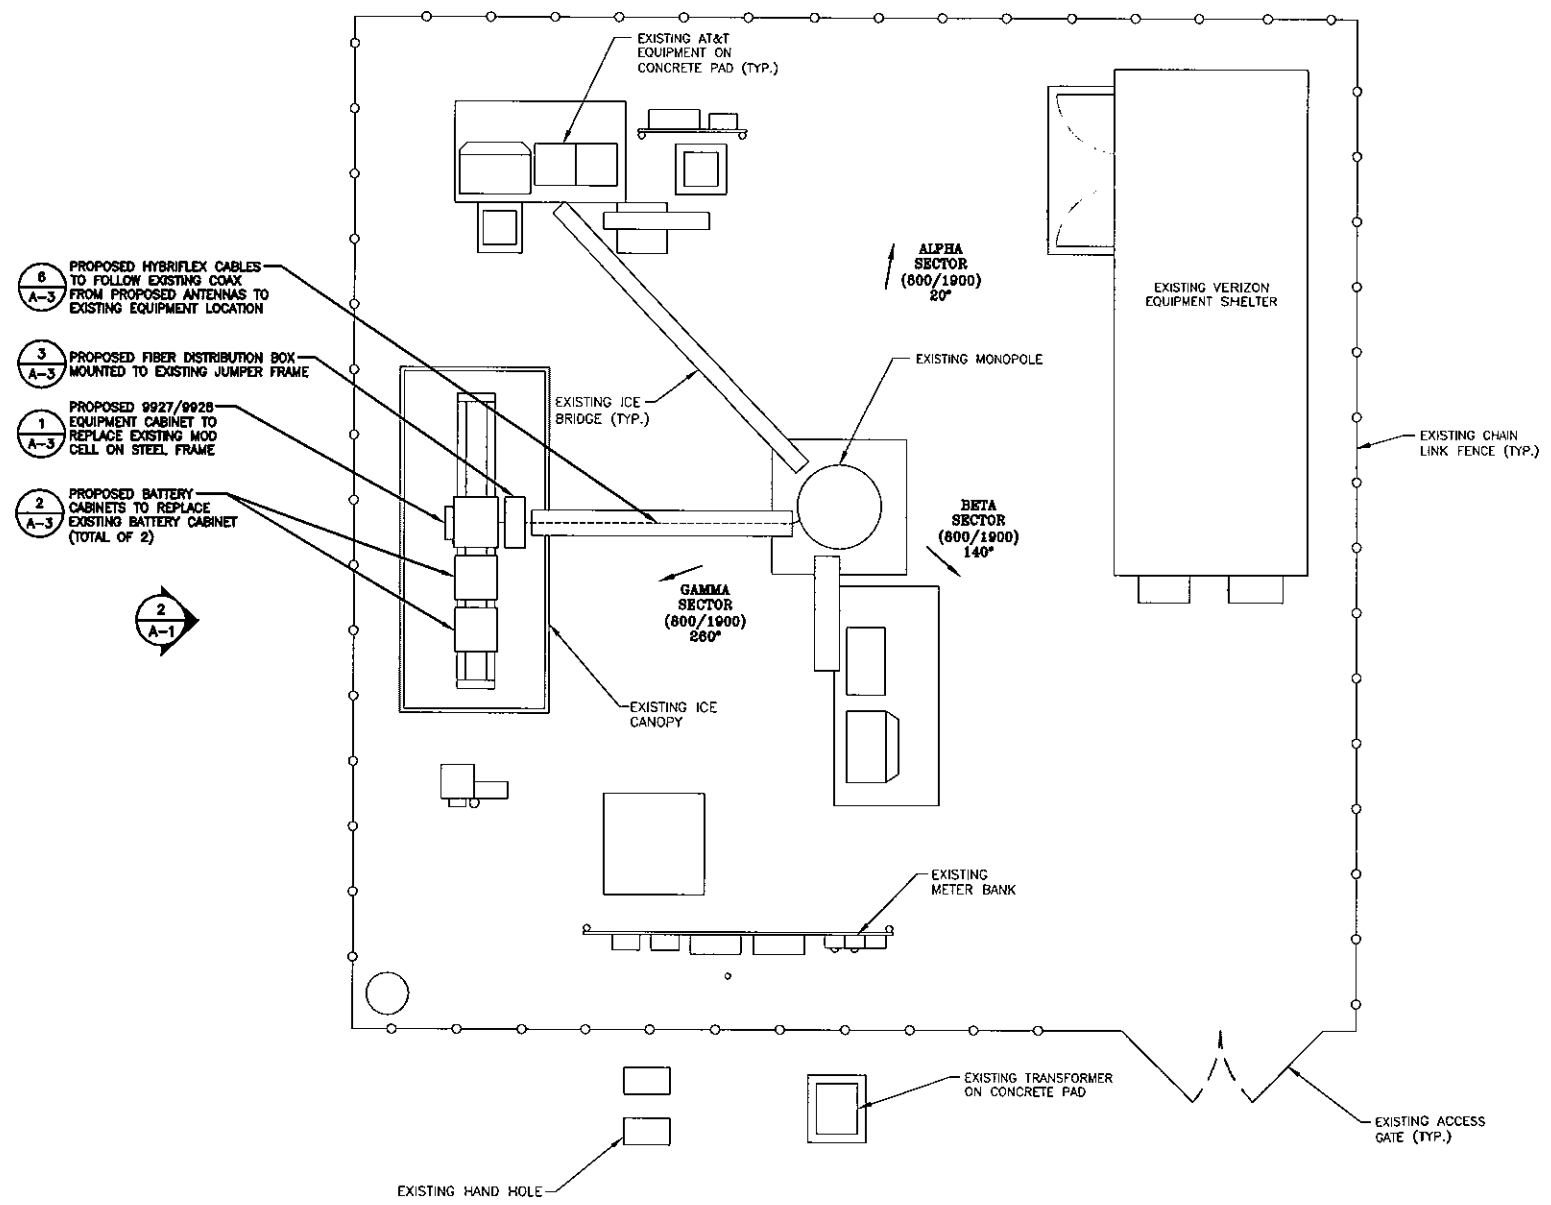 EXISTING AT&T
EQUIPMENT ON
CONCRETE PAD (TYP.)
6
A-3
PROPOSED HYBRIFLEX CABLES
TO FOLLOW EXISTING COAX
FROM PROPOSED ANTENNAS TO
EXISTING EQUIPMENT LOCATION
ALPHA
SECTOR
(800/1900)
20°
EXISTING VERIZON
EQUIPMENT SHELTER
3
A-3
PROPOSED FIBER DISTRIBUTION BOX
MOUNTED TO EXISTING JUMPER FRAME
EXISTING MONOPOLE
EXISTING ICE
BRIDGE (TYP.)
1
A-3
PROPOSED 9927/9928
EQUIPMENT CABINET TO
REPLACE EXISTING MOD
CELL ON STEEL FRAME
EXISTING CHAIN
LINK FENCE (TYP.)
2
A-3
PROPOSED BATTERY
CABINETS TO REPLACE
EXISTING BATTERY CABINET
(TOTAL OF 2)
BETA
SECTOR
(800/1900)
140°
GAMMA
SECTOR
(800/1900)
260°
2
A-1
EXISTING ICE
CANOPY
EXISTING
METER BANK
EXISTING TRANSFORMER
ON CONCRETE PAD
EXISTING ACCESS
GATE (TYP.)
EXISTING HAND HOLE